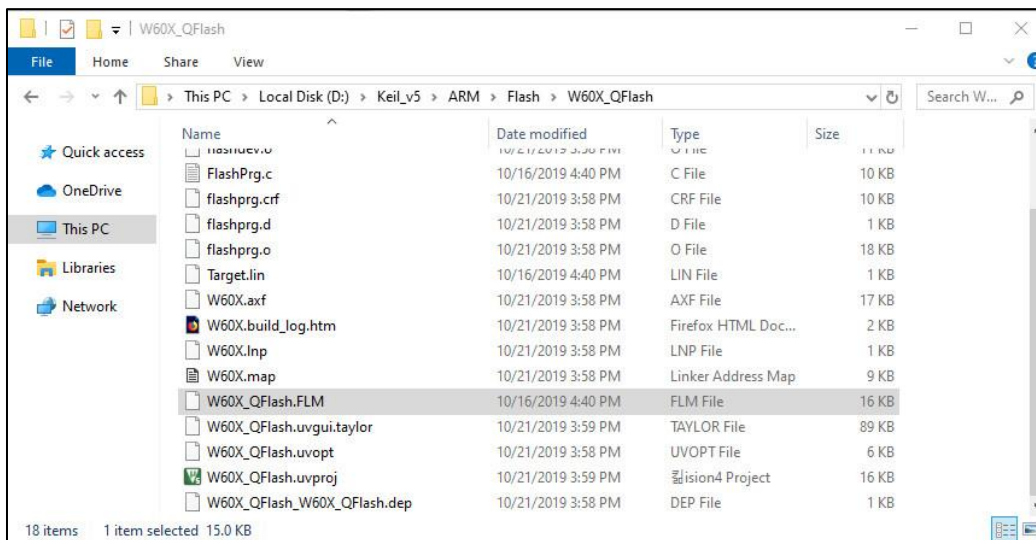 W60X_QFlash
File Home Share View
This PC > Local Disk (D:) > Keil_v5 > ARM > Flash > W60X_QFlash
Search W...
Name Date modified Type Size
Quick access
OneDrive
This PC
Libraries
Network
FlashPrg.c 10/16/2019 4:40 PM C File 10 KB
flashprg.crf 10/21/2019 3:58 PM CRF File 10 KB
flashprg.d 10/21/2019 3:58 PM D File 1 KB
flashprg.o 10/21/2019 3:58 PM O File 18 KB
Target.lin 10/16/2019 4:40 PM LIN File 1 KB
W60X.axf 10/21/2019 3:58 PM AXF File 17 KB
W60X.build_log.htm 10/21/2019 3:58 PM Firefox HTML Doc... 2 KB
W60X.lnp 10/21/2019 3:58 PM LNP File 1 KB
W60X.map 10/21/2019 3:58 PM Linker Address Map 9 KB
W60X_QFlash.FLM 10/16/2019 4:40 PM FLM File 16 KB
W60X_QFlash.uvgui.taylor 10/21/2019 3:59 PM TAYLOR File 89 KB
W60X_QFlash.uvopt 10/21/2019 3:58 PM UVOPT File 6 KB
W60X_QFlash.uvproj 10/21/2019 3:59 PM ision4 Project 16 KB
W60X_QFlash_W60X_QFlash.dep 10/21/2019 3:58 PM DEP File 1 KB
18 items 1 item selected 15.0 KB